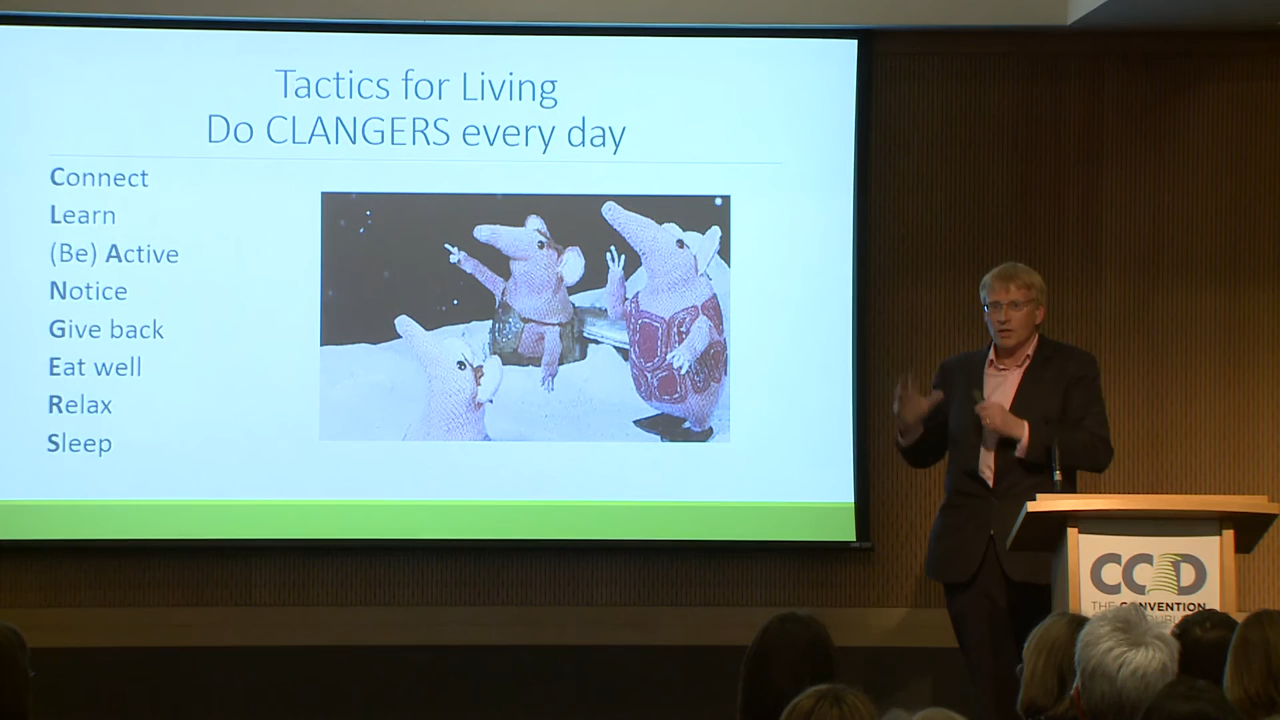 Tactics for Living
Do CLANGERS every day
Connect
Learn
(Be) Active
Notice
Give back
Eat well
Relax
Sleep
CCD
THE CONVENTION